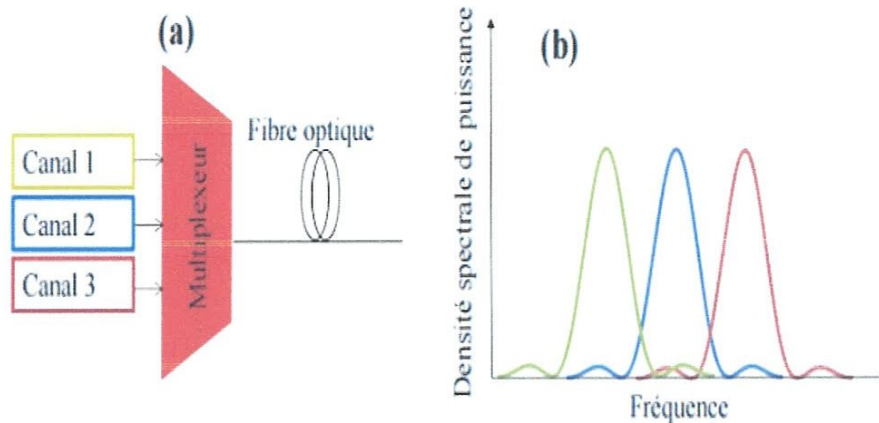 (a)
Canal 1
Canal 2
Canal 3
Multiplexeur
Fibre optique
(b)
Densité spectrale de puissance
Fréquence